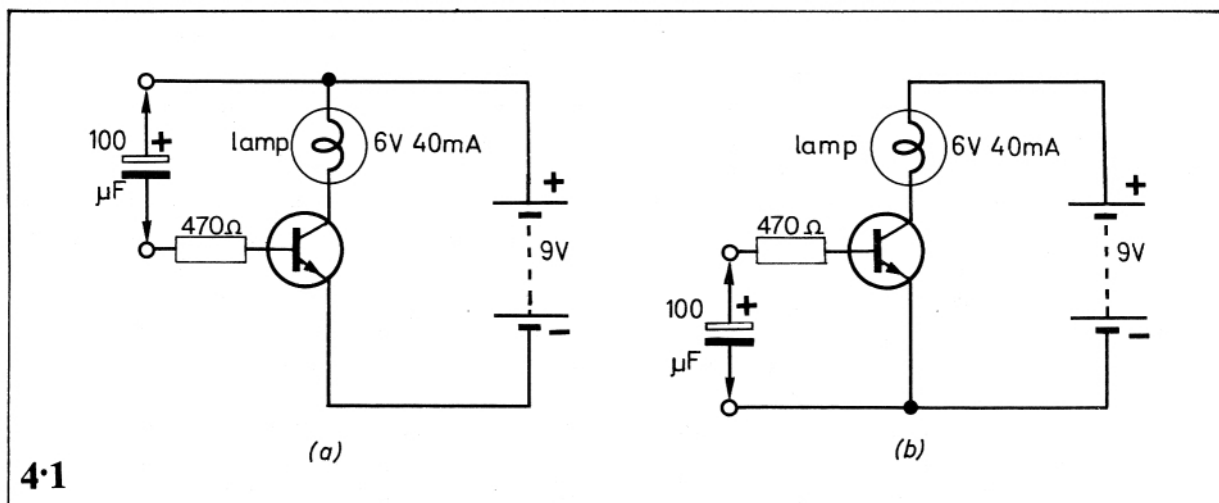 100
+
µF
470Ω
lamp
6V 40mA
+
9V
−
(a)
100
+
µF
470Ω
lamp
6V 40mA
+
9V
−
(b)
4·1